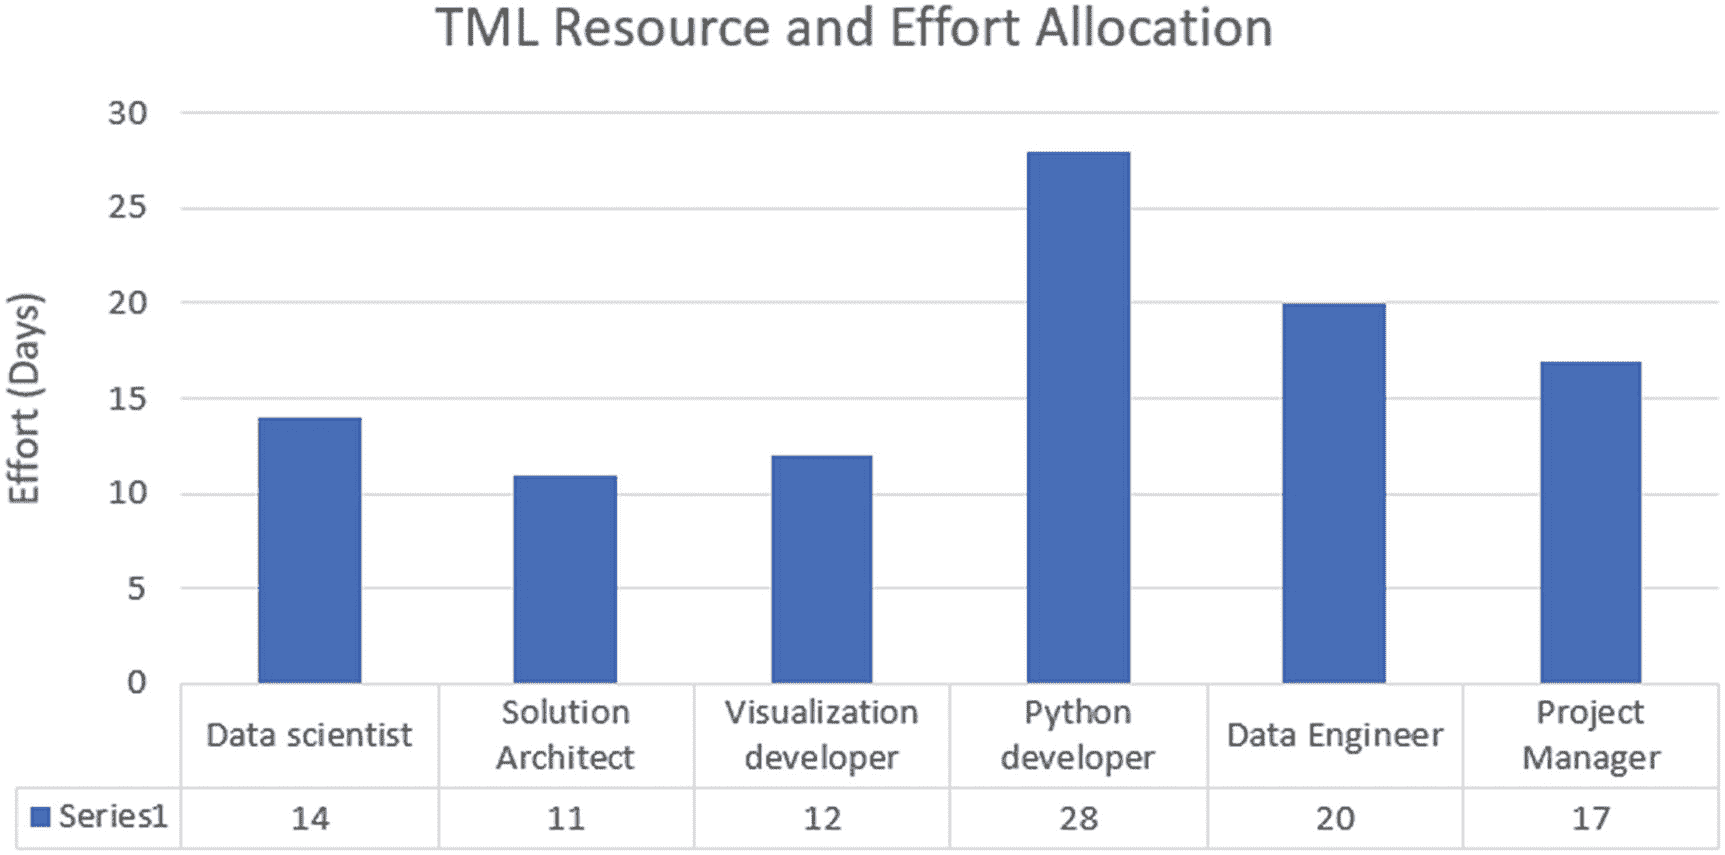 TML Resource and Effort Allocation
Effort (Days)
30
25
20
15
10
5
0
Data scientist
Solution
Architect
Visualization
developer
Python
developer
Data Engineer
Project
Manager
Series1 14 11 12 28 20 17